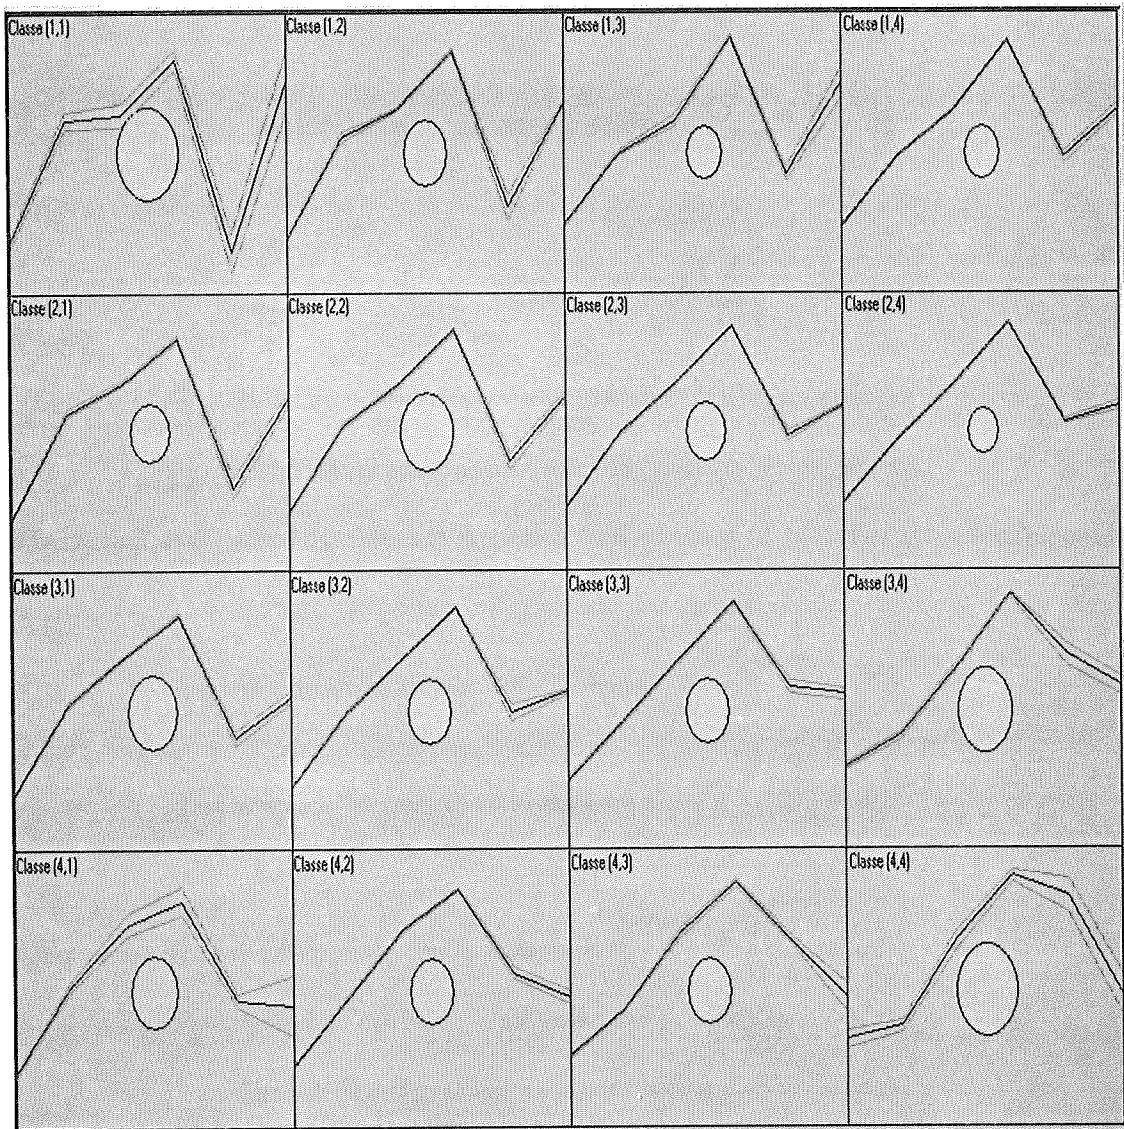 Classe (1,1)
Classe (1,2)
Classe (1,3)
Classe (1,4)
Classe (2,1)
Classe (2,2)
Classe (2,3)
Classe (2,4)
Classe (3,1)
Classe (3,2)
Classe (3,3)
Classe (3,4)
Classe (4,1)
Classe (4,2)
Classe (4,3)
Classe (4,4)